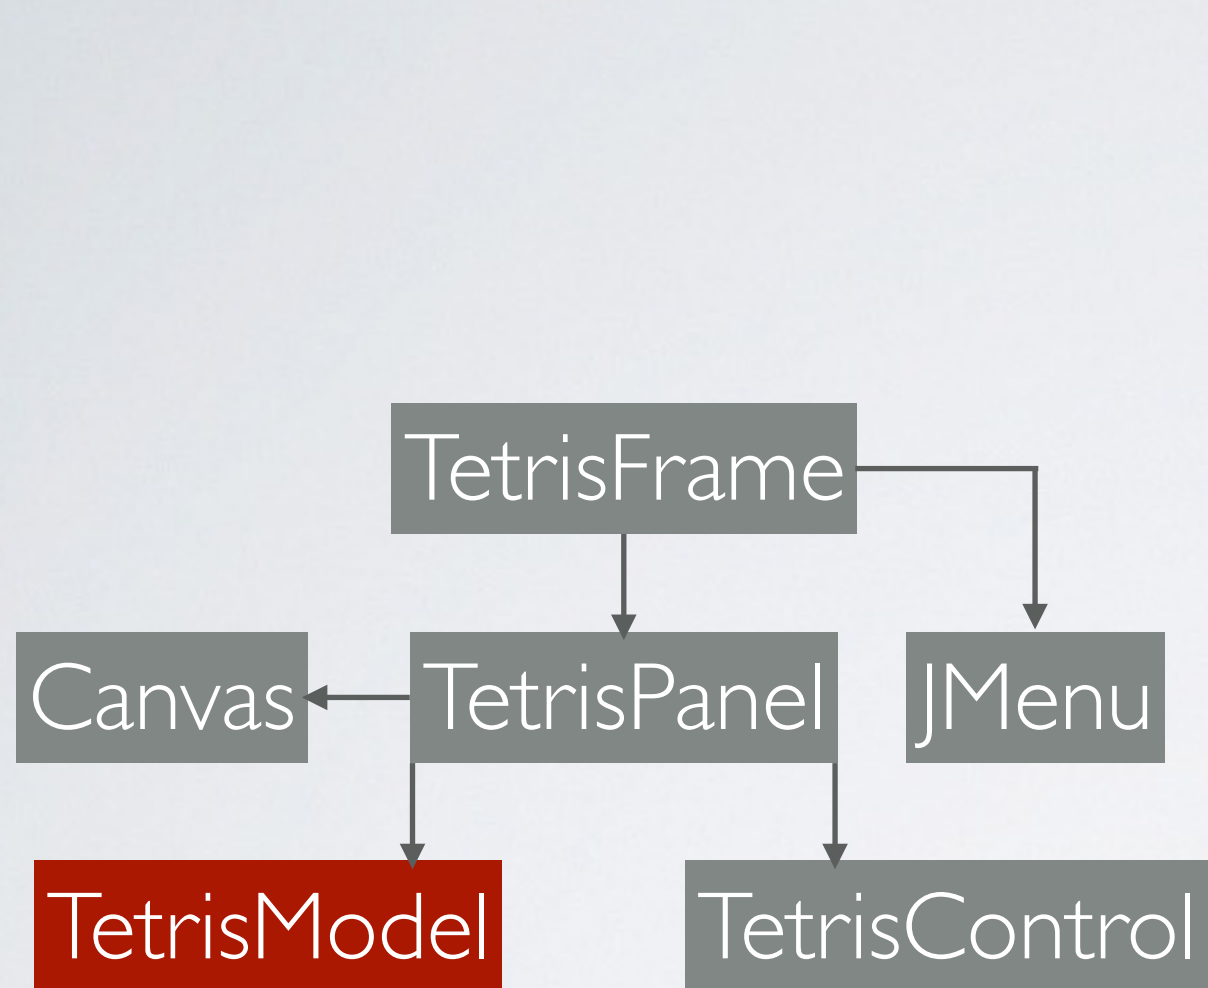 TetrisFrame
Canvas
TetrisPanel
JMenu
TetrisModel
TetrisControl